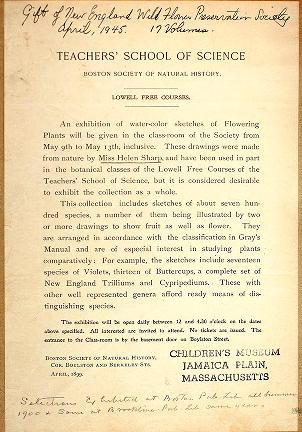 Gift of New England Wild Flower Preservation Society
April, 1945. 17 Volumes.
TEACHERS' SCHOOL OF SCIENCE
BOSTON SOCIETY OF NATURAL HISTORY.
LOWELL FREE COURSES.
An exhibition of water-color sketches of Flowering
Plants will be given in the class-room of the Society from
May 9th to May 13th, inclusive. These drawings were made
from nature by Miss Helen Sharp, and have been used in part
in the botanical classes of the Lowell Free Courses of the
Teachers' School of Science, but it is considered desirable
to exhibit the collection as a whole.
This collection includes sketches of about seven hun-
dred species, a number of them being illustrated by two
or more drawings to show fruit as well as flower. They
are arranged in accordance with the classification in Gray's
Manual and are of especial interest in studying plants
comparatively: For example, the sketches include seventeen
species of Violets, thirteen of Buttercups, a complete set of
New England Trilliums and Cypripediums. These with
other well represented genera afford ready means of dis-
tinguishing species.
The exhibition will be open daily between 12 and 4.30 o'clock on the dates
above specified. All interested are invited to attend. No tickets are issued. The
entrance to the Class-room is by the basement door on Boylston Street.
BOSTON SOCIETY OF NATURAL HISTORY,
COR. BOYLSTON AND BERKELEY STS.
APRIL, 1899.
CHILDREN'S MUSEUM
JAMAICA PLAIN,
MASSACHUSETTS
Selections Exhibited at Boston Pub. Lib. all summer
1900 & Some at Brookline Pub. Lib. same year.